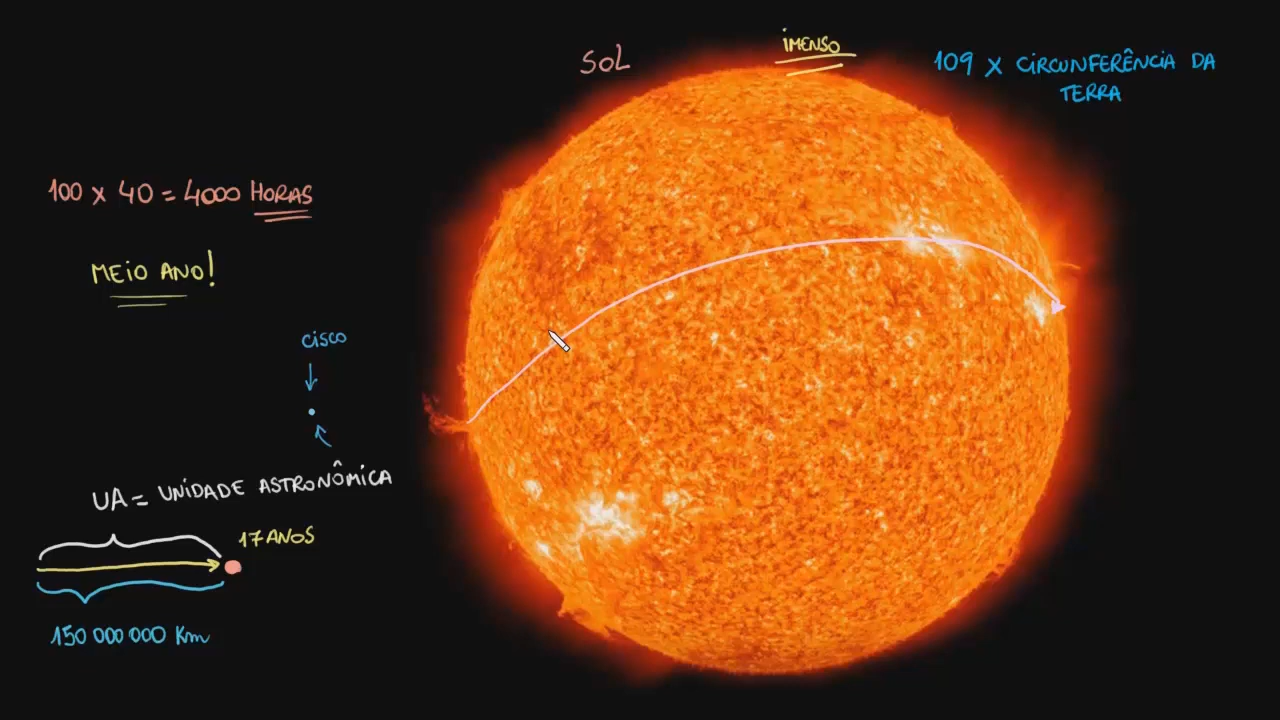 SOL
iMENSO
109 x CiRCUNFERÊNCiA DA
TERRA
100 x 40 = 4000 HORAS
MEiO ANO!
CiSCO
UA = UNiDADE ASTRONÔMiCA
17 ANOS
150 000 000 Km